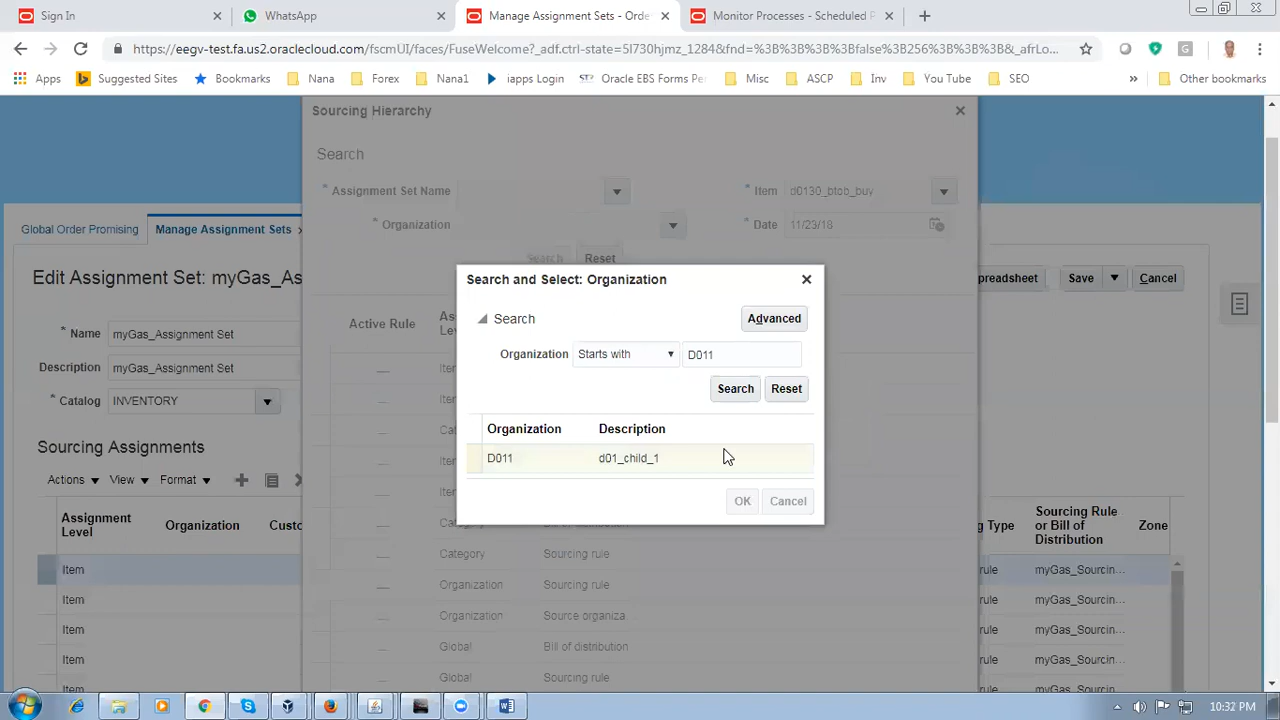 Sign In
WhatsApp
Manage Assignment Sets - Orde
Monitor Processes - Scheduled P
https://eegv-test.fa.us2.oraclecloud.com/fscmUI/faces/FuseWelcome?_adf.ctrl-state=5l730hjmz_1284&fnd=%3B%3B%3B%3Bfalse%3B256%3B%3B%3B&_afrLo...
Apps
Suggested Sites
Bookmarks
Nana
Forex
Nana1
iapps Login
Oracle EBS Forms Pe
Misc
ASCP
Inv
You Tube
SEO
Other bookmarks
Sourcing Hierarchy
Search
* Assignment Set Name
* Item d0130_btob_buy
* Organization
* Date 11/23/18
Search Reset
Global Order Promising
Manage Assignment Sets
Edit Assignment Set: myGas_As
preadsheet
Save
Cancel
* Name myGas_Assignment Set
Description myGas_Assignment Set
* Catalog INVENTORY
Sourcing Assignments
Actions View Format
Assignment Level
Organization
Custo
Item
Item
Item
Item
Item
Active Rule
Item
Item
Category
Item
Item
Category
Category Sourcing rule
Organization Sourcing rule
Organization Source organiza...
Global Bill of distribution
Global Sourcing rule
Search and Select: Organization
Search
Advanced
Organization Starts with D011
Search Reset
Organization Description
D011 d01_child_1
OK Cancel
g Type
Sourcing Rule or Bill of Distribution
Zone
rule myGas_Sourcin...
rule myGas_Sourcin...
rule myGas_Sourcin...
rule myGas_Sourcin...
10:32 PM